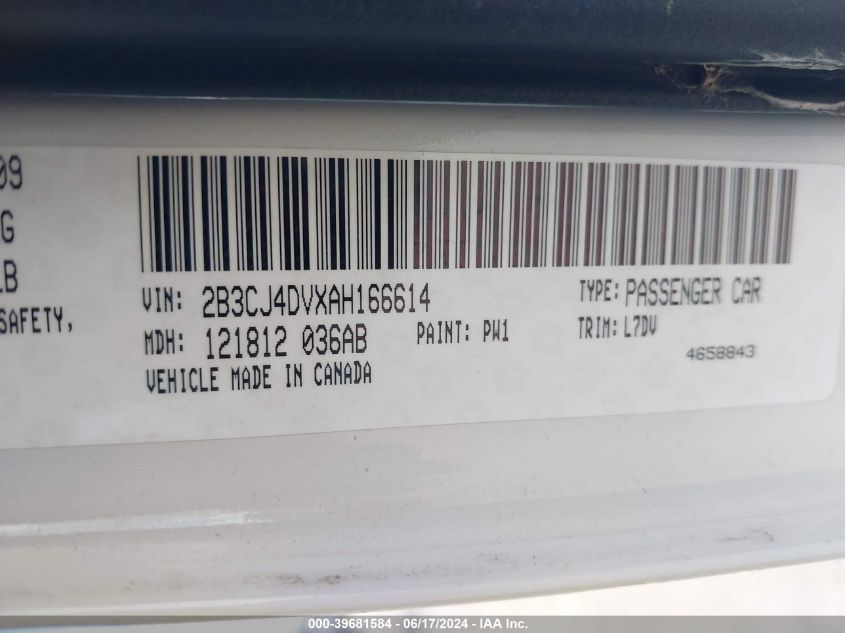 09
G
LB
SAFETY,
VIN: 2B3CJ4DVXAH166614
TYPE: PASSENGER CAR
MDH: 121812 036AB
PAINT: PW1
TRIM: L7DV
VEHICLE MADE IN CANADA
4658843
000-39681584 - 06/17/2024 - IAA Inc.